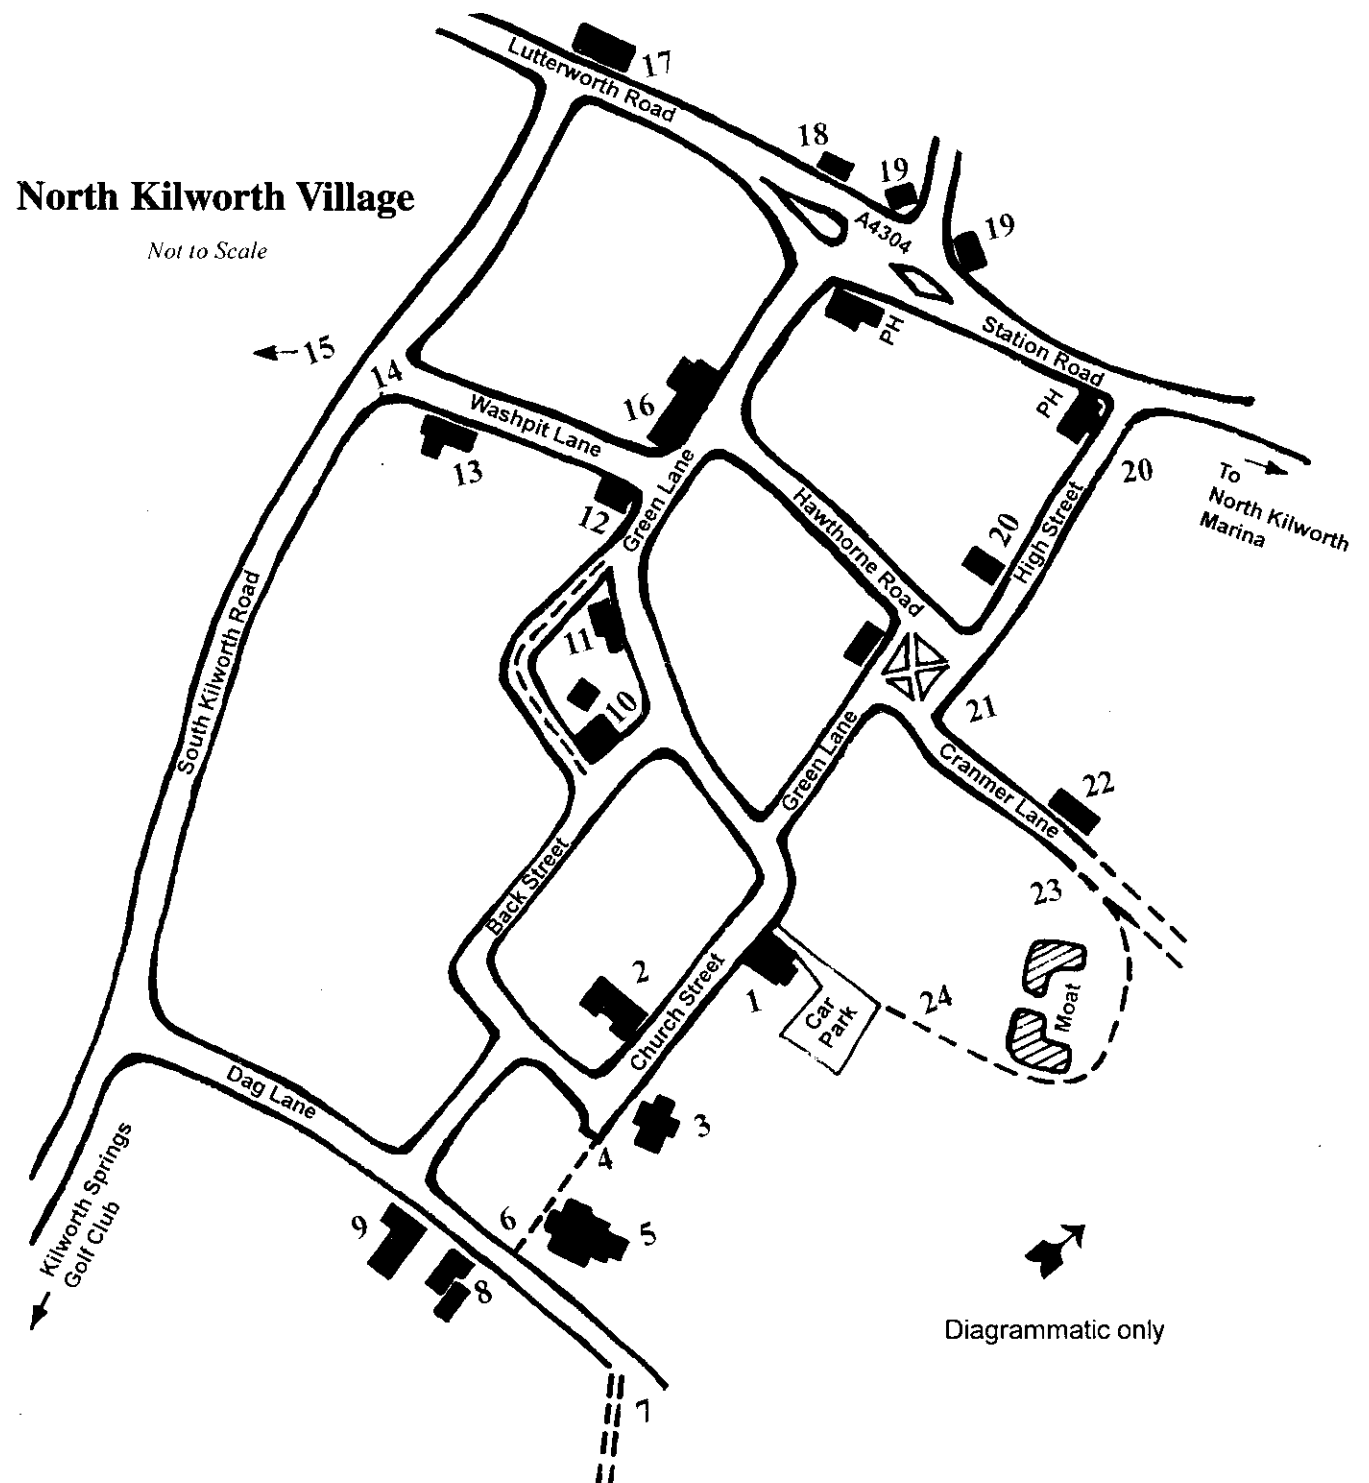 North Kilworth Village
Not to Scale
Lutterworth Road
17
18
19
19
A4304
PH
Station Road
PH
20
To
North Kilworth
Marina
15
14
Washpit Lane
16
13
12
Green Lane
Hawthorne Road
20
High Street
11
10
South Kilworth Road
Green Lane
21
Cranmer Lane
22
23
Back Street
2
Church Street
1
Car
Park
24
Moat
Dag Lane
3
4
5
6
Kilworth Springs
Golf Club
9
8
7
Diagrammatic only